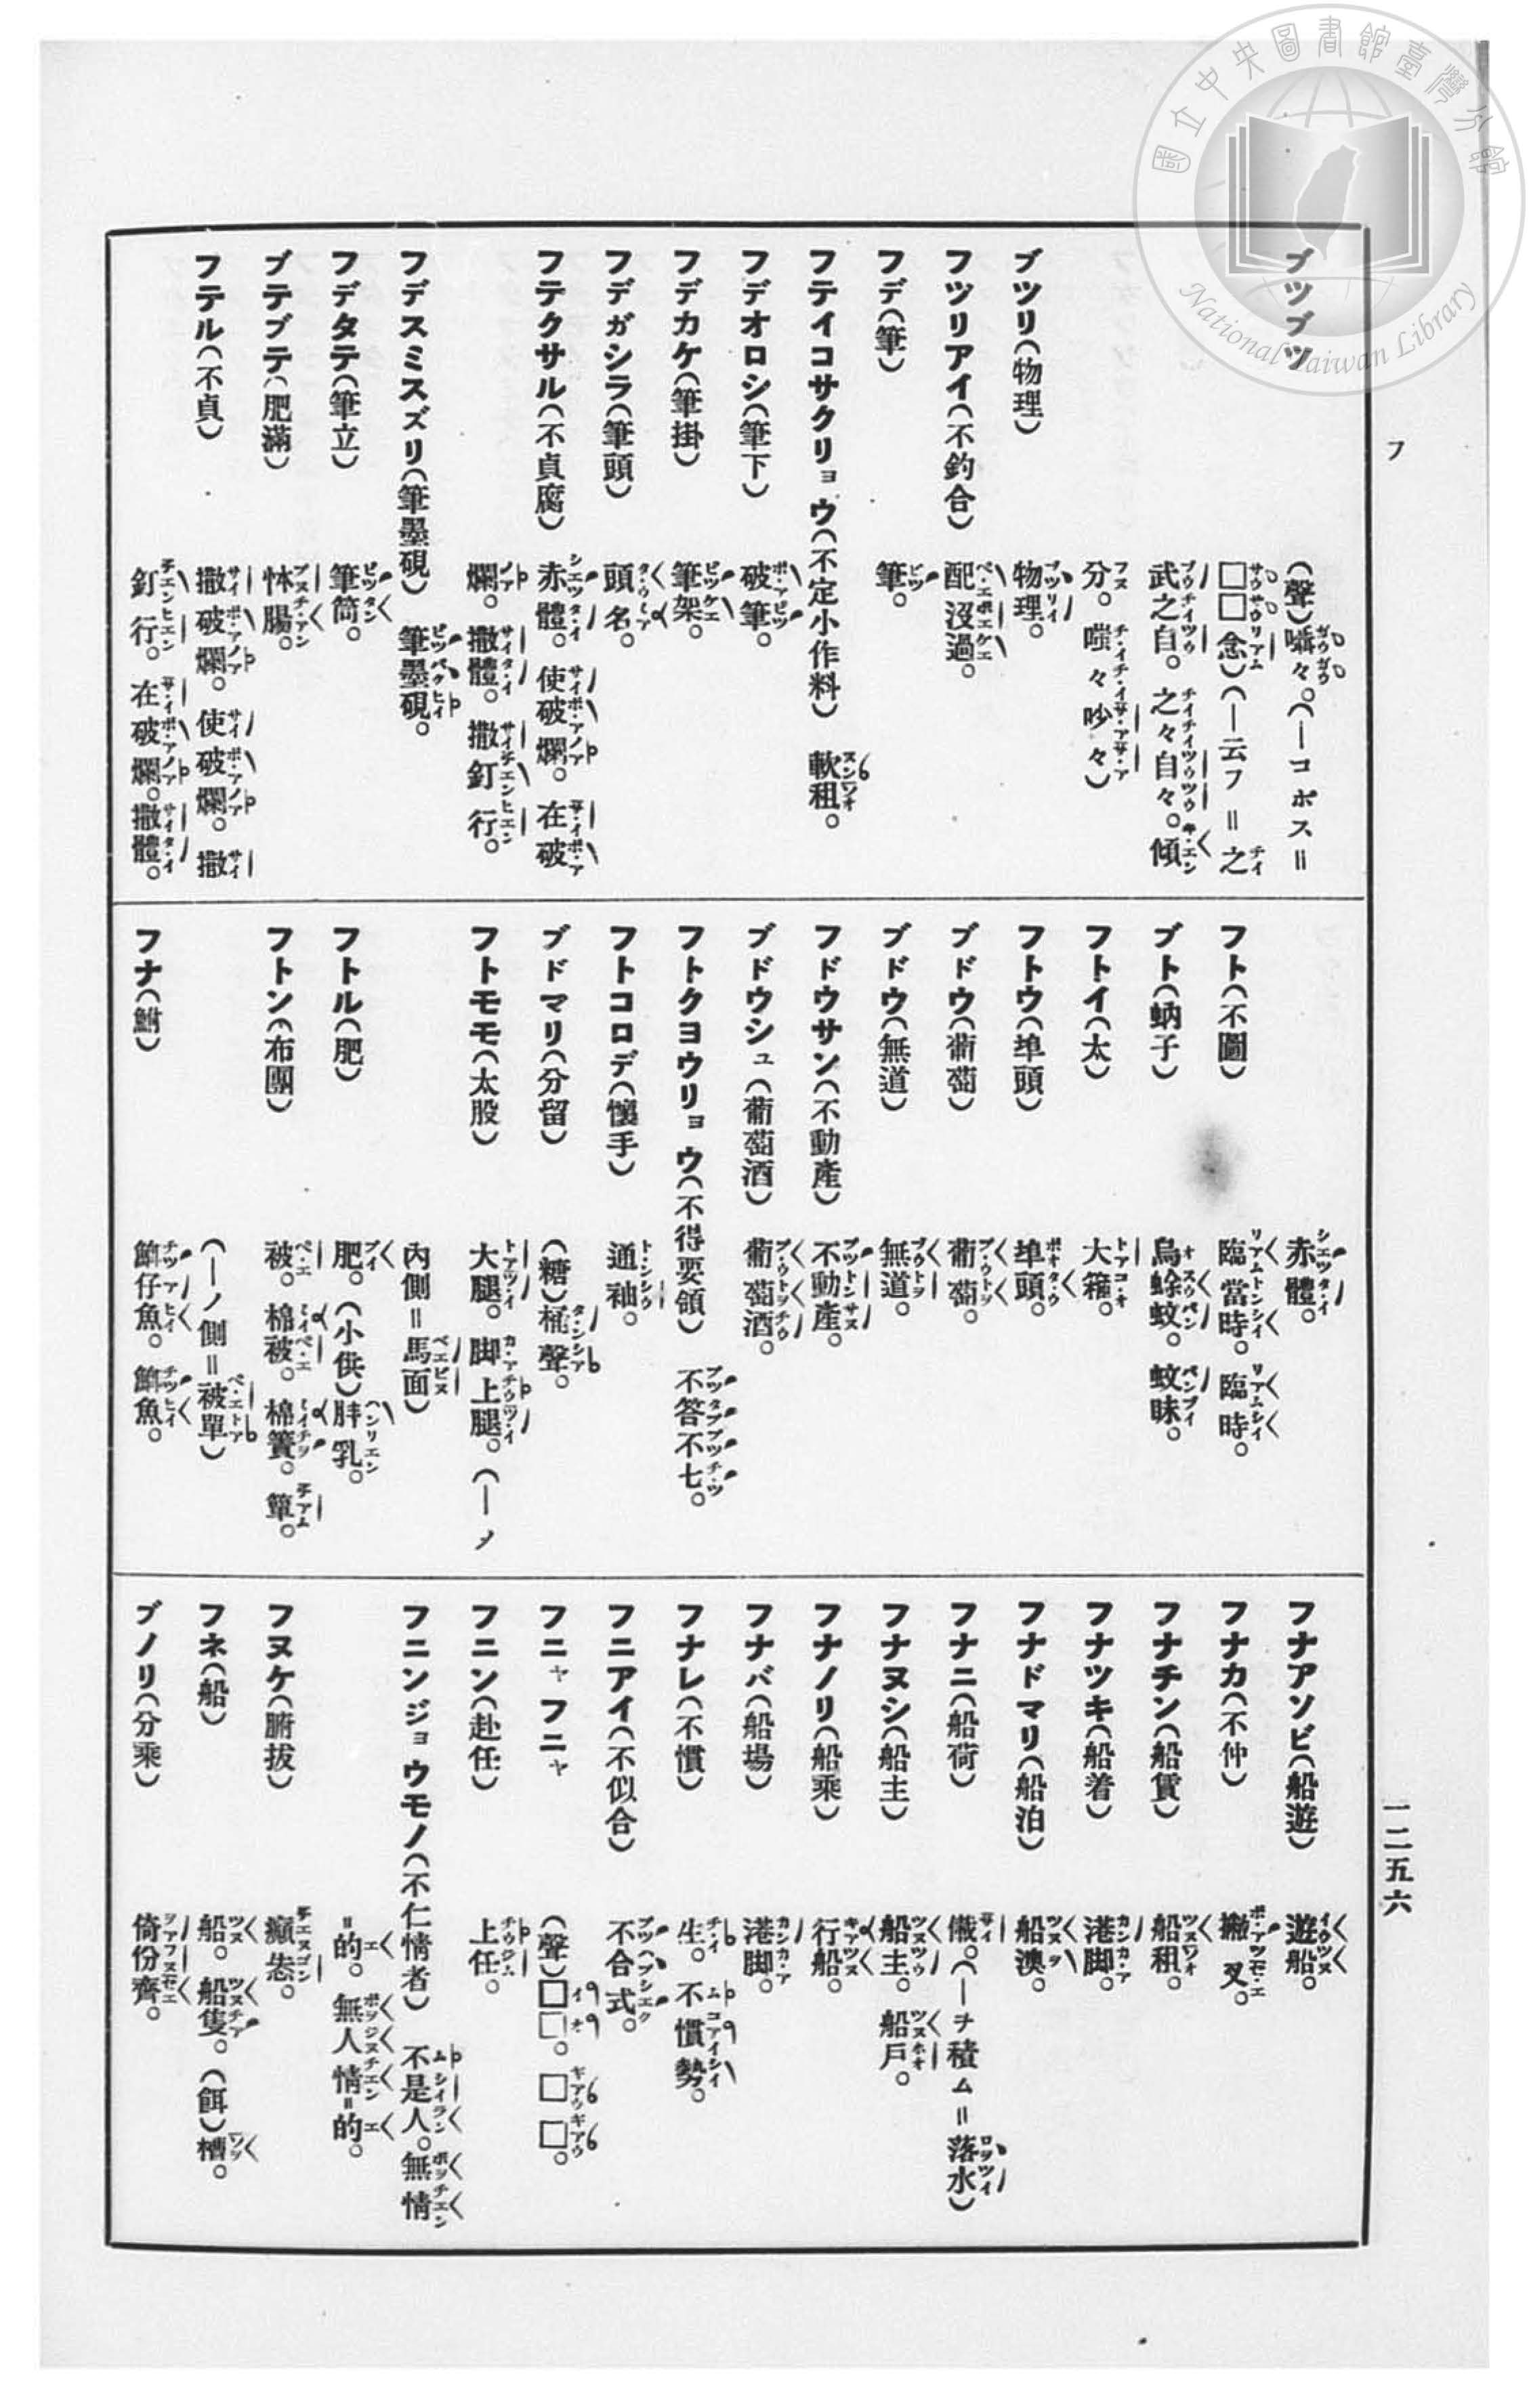 國立中央圖書館臺灣分館
National Taiwan Library
フ
一二五六
ブツブツ
(聲)囁々。(―コボス=
□□念)(―云フ=之
武之自。之々自々。傾
分。嗤々吵々)
ブツリ(物理) 物理。
フツリアイ(不釣合) 配沒過。
フデ(筆) 筆。
フテイコサクリョウ(不定小作料) 軟租。
フデオロシ(筆下) 破筆。
フデカケ(筆掛) 筆架。
フデガシラ(筆頭) 頭名。
フテクサル(不貞腐) 赤體。使破爛。在破
爛。撒體。撒釘行。
フデスミスズリ(筆墨硯) 筆墨硯。
フデタテ(筆立) 筆筒。
ブテブテ(肥滿) 腸。
フテル(不貞) 撒破爛。使破爛。撒
釘行。在破爛。撒體。
赤體。
フト(不圖) 臨當時。臨時。
ブト(蚋子) 烏蜍蚊。蚊昧。
フトイ(太) 大箍。
フトウ(埠頭) 埠頭。
ブドウ(葡萄) 葡萄。
ブドウ(無道) 無道。
フドウサン(不動產) 不動產。
ブドウシュ(葡萄酒) 葡萄酒。
フトクヨウリョウ(不得要領) 不答不七。
フトコロデ(懷手) 通袖。
ブドマリ(分留) (糖)桶聲。
フトモモ(太股) 大腿。脚上腿。(―ノ
內側=馬面)
フトル(肥) 肥。(小供)胖乳。
フトン(布團) 被。棉被。棉簀。簟。
(―ノ側=被單)
フナ(鮒) 鯽仔魚。鯽魚。
フナアソビ(船遊) 遊船。
フナカ(不仲) 撇叉。
フナチン(船賃) 船租。
フナツキ(船着) 港脚。
フナドマリ(船泊) 船澳。
フナニ(船荷) 儎。(―チ積ム=落水)
フナヌシ(船主) 船主。船戶。
フナノリ(船乘) 行船。
フナバ(船場) 港脚。
フナレ(不慣) 生。不慣勢。
フニアイ(不似合) 不合式。
フニャフニャ (聲)□□。□□。
フニン(赴任) 上任。
フニンジョウモノ(不仁情者) 不是人。無情
=的。無人情=的。
フヌケ(腑拔) 癲。
フネ(船) 船。船隻。(餌)槽。
ブノリ(分乘) 倚份齊。